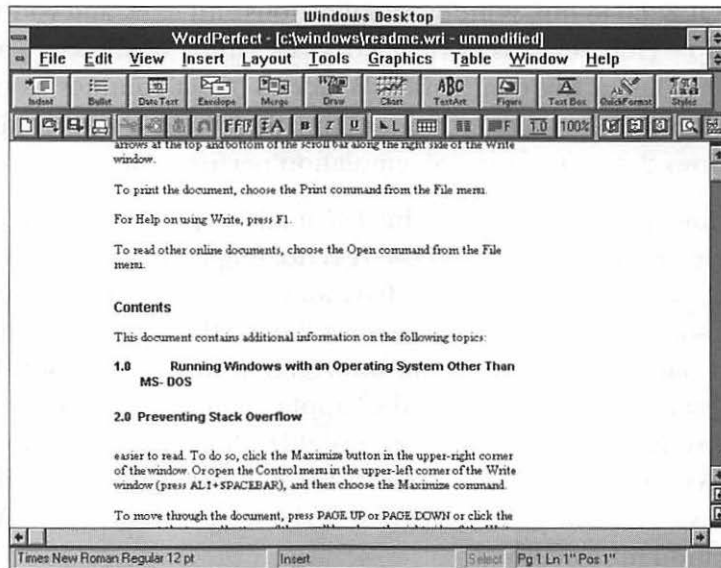 Windows Desktop
WordPerfect - [c:\windows\readme.wri - unmodified]
File Edit View Insert Layout Tools Graphics Table Window Help
Indent Bullet Date Text Envelope Merge Draw Chart TextArt Figure Text Box QuickFormat Styles
B I U L F 1.0 100%
arrows at the top and bottom of the scroll bar along the right side of the Write
window.
To print the document, choose the Print command from the File menu.
For Help on using Write, press F1.
To read other online documents, choose the Open command from the File
menu.
Contents
This document contains additional information on the following topics:
1.0 Running Windows with an Operating System Other Than
MS- DOS
2.0 Preventing Stack Overflow
easier to read. To do so, click the Maximize button in the upper-right corner
of the window. Or open the Control menu in the upper-left corner of the Write
window (press ALT+SPACEBAR), and then choose the Maximize command.
To move through the document, press PAGE UP or PAGE DOWN or click the
Times New Roman Regular 12 pt Insert Select Pg 1 Ln 1" Pos 1"